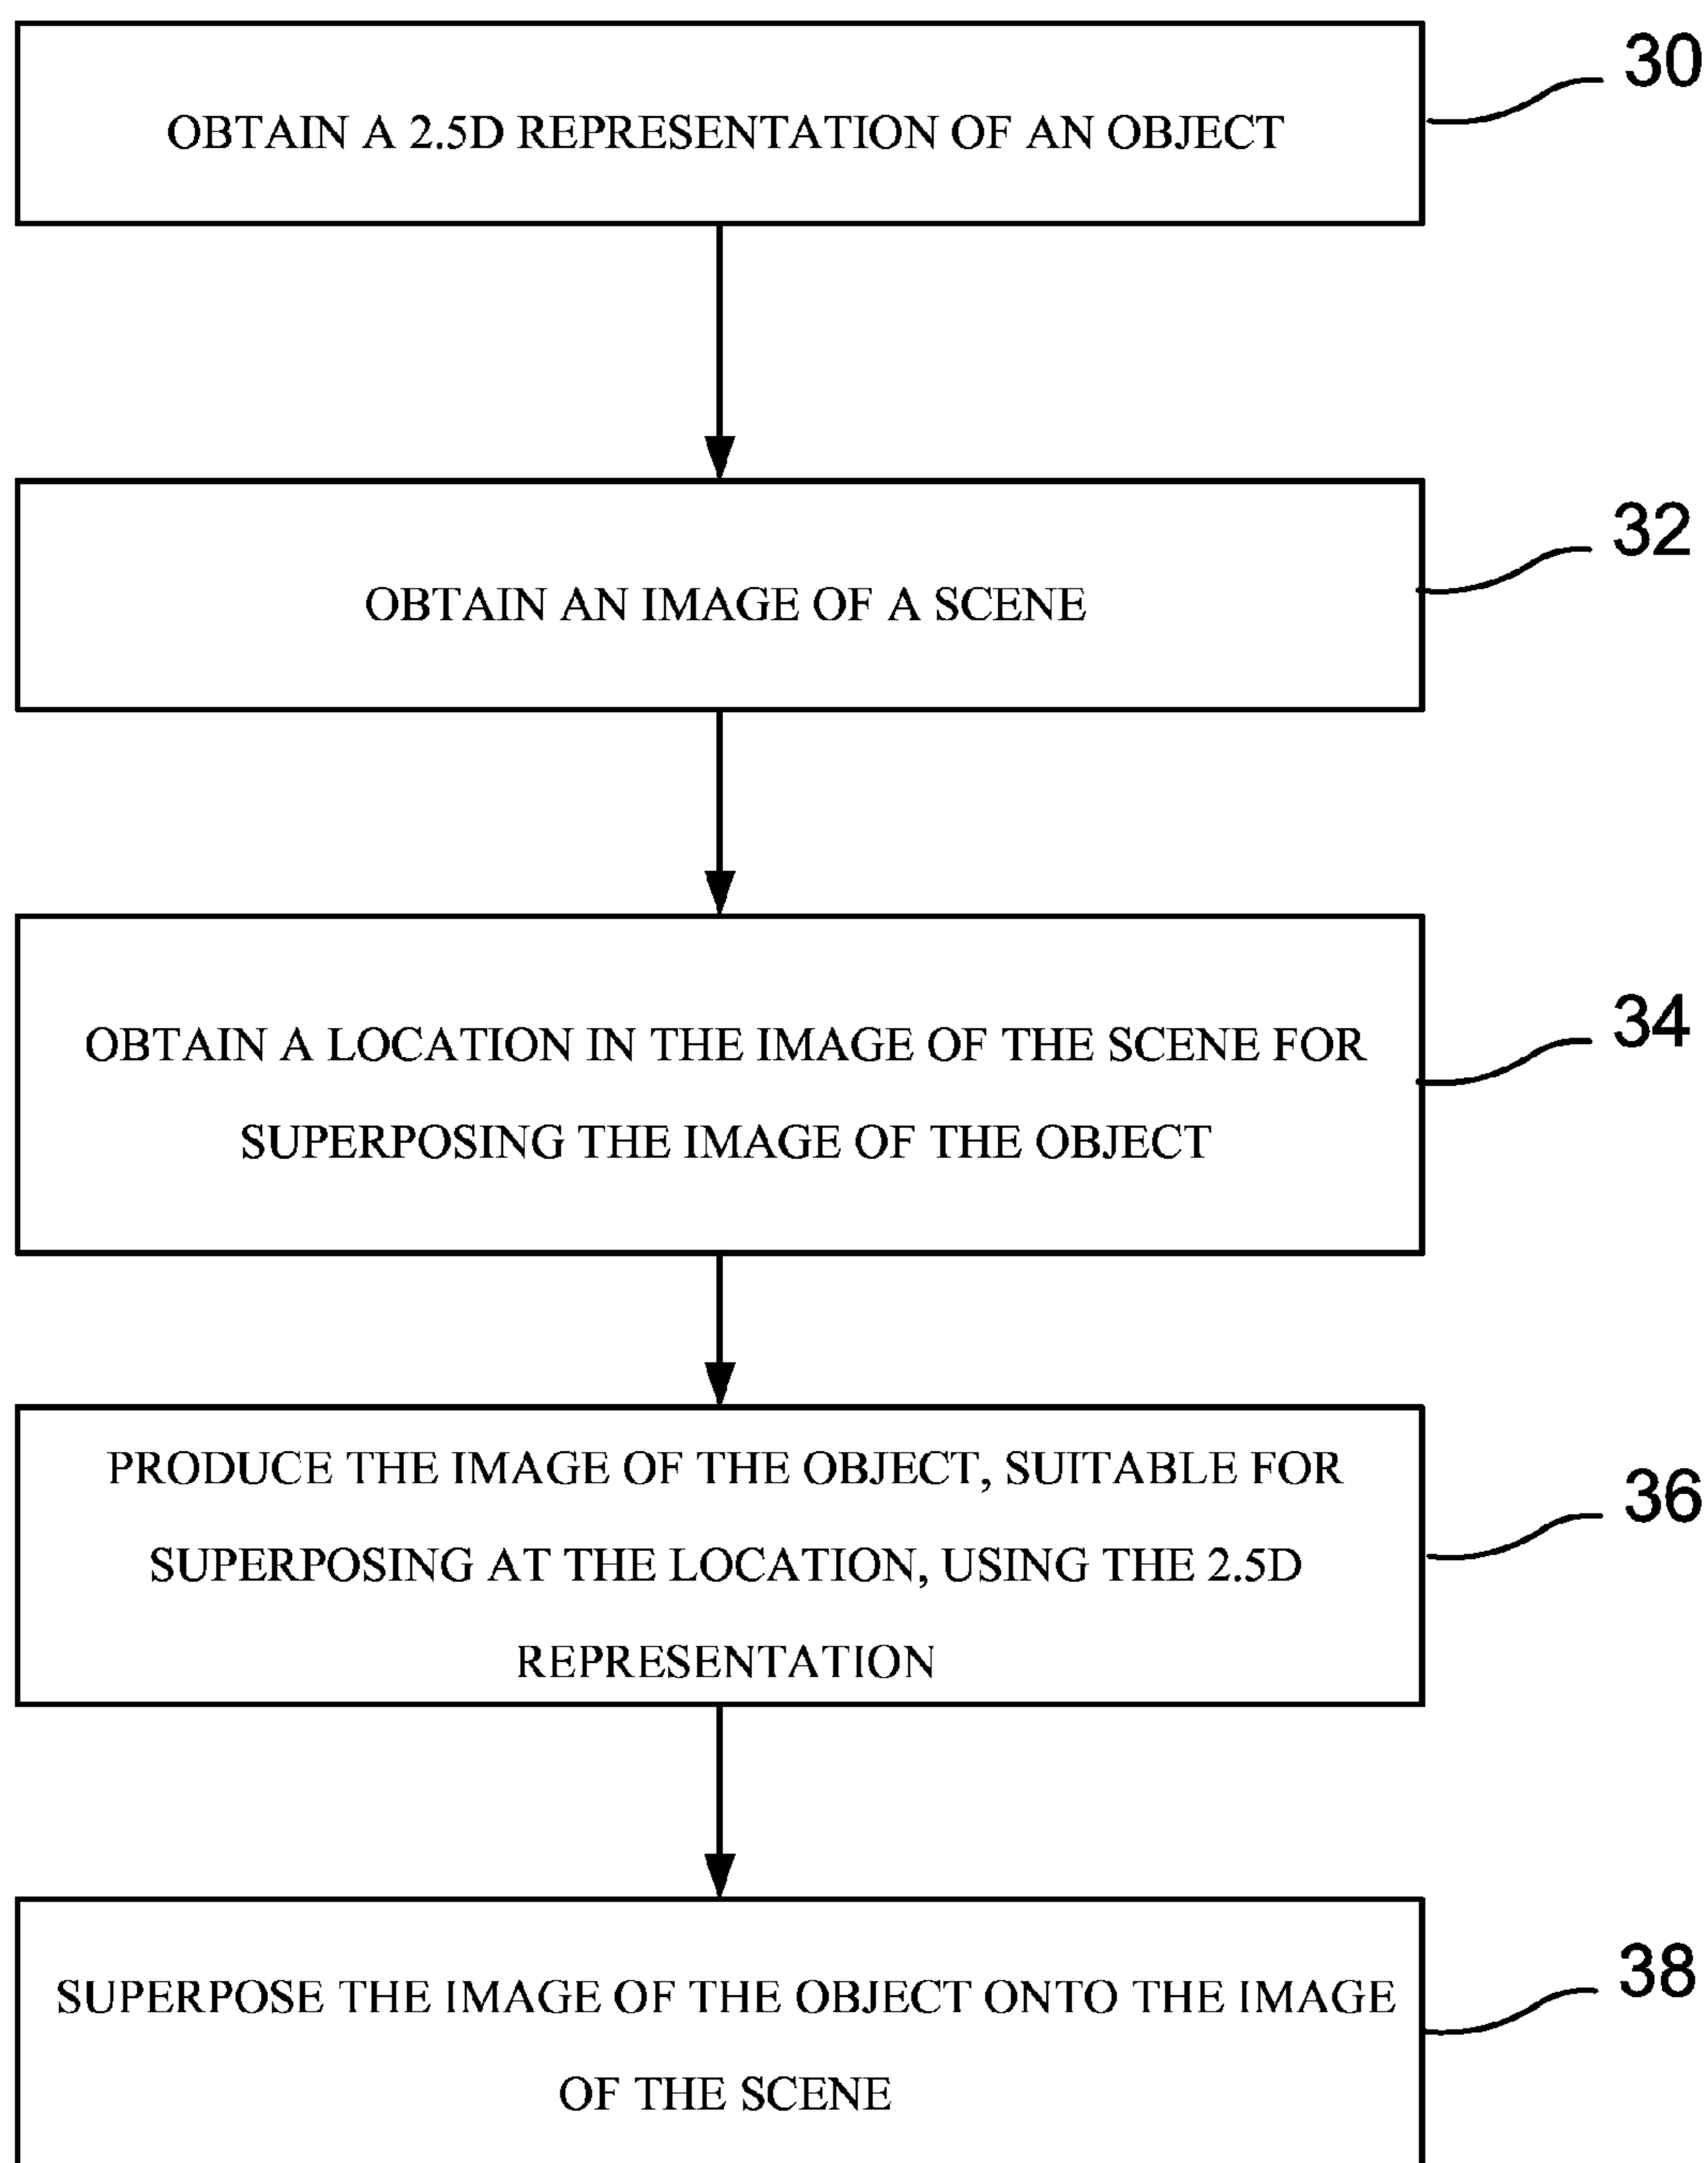 30
OBTAIN A 2.5D REPRESENTATION OF AN OBJECT
32
OBTAIN AN IMAGE OF A SCENE
34
OBTAIN A LOCATION IN THE IMAGE OF THE SCENE FOR
SUPERPOSING THE IMAGE OF THE OBJECT
36
PRODUCE THE IMAGE OF THE OBJECT, SUITABLE FOR
SUPERPOSING AT THE LOCATION, USING THE 2.5D
REPRESENTATION
38
SUPERPOSE THE IMAGE OF THE OBJECT ONTO THE IMAGE
OF THE SCENE